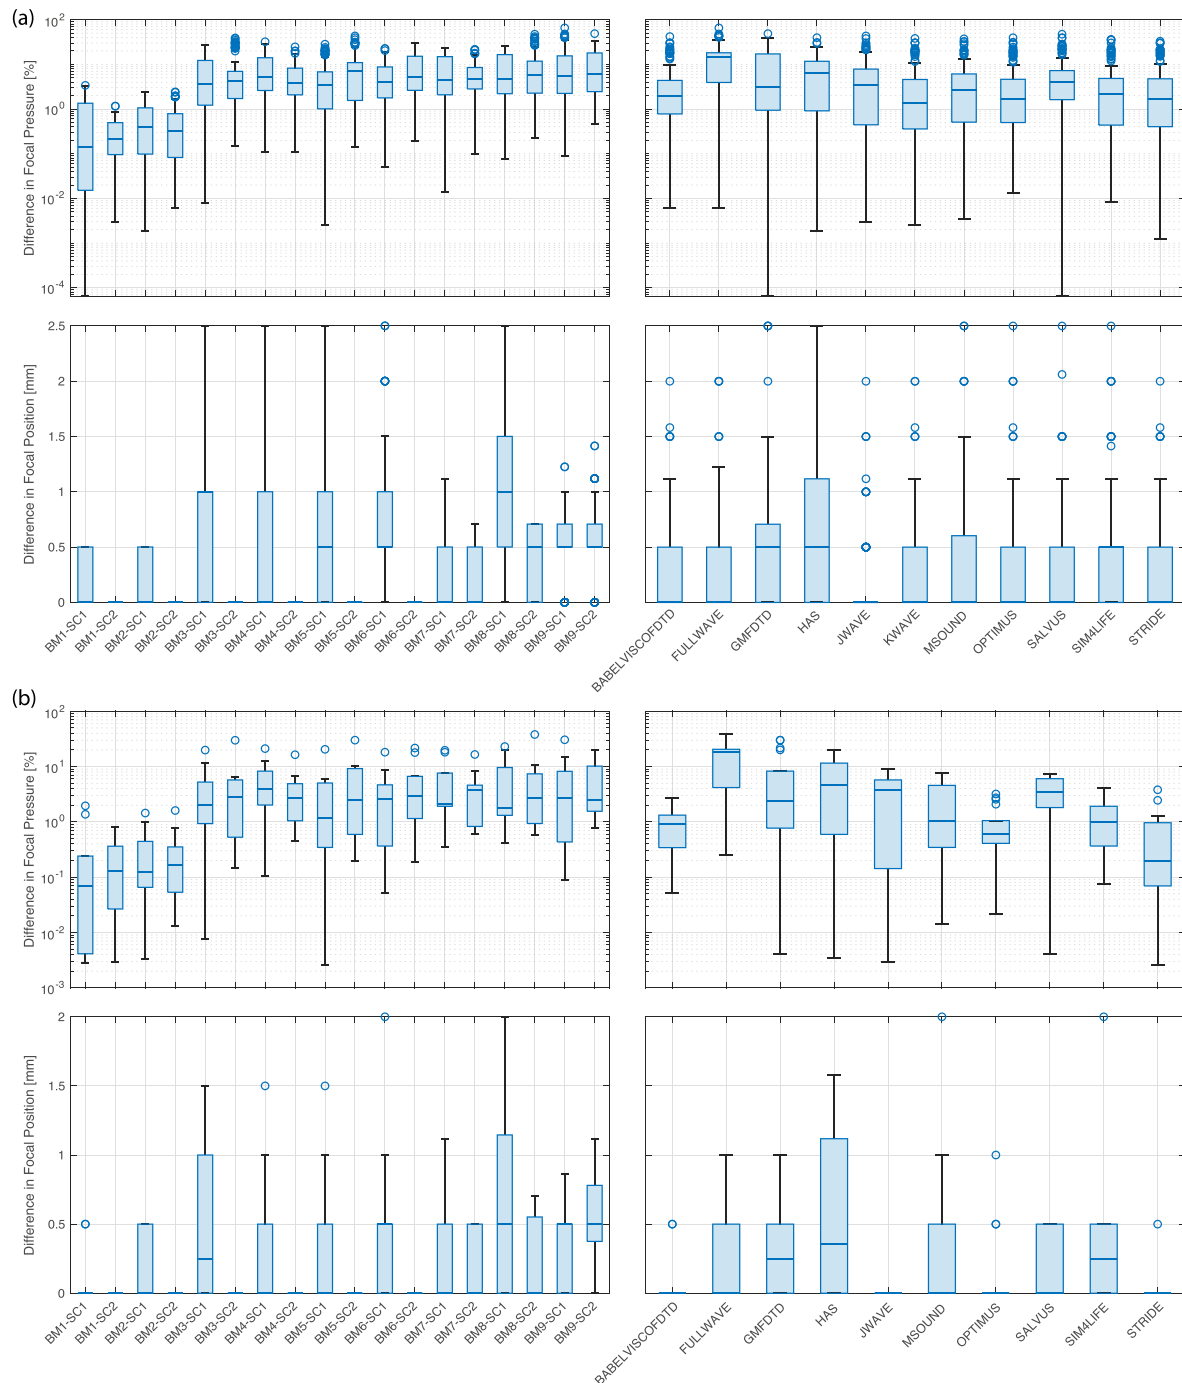 (a)
Difference in Focal Pressure [%]
10^2
10^0
10^-2
10^-4
Difference in Focal Position [mm]
2.5
2
1.5
1
0.5
0
BM1-SC1
BM1-SC2
BM2-SC1
BM2-SC2
BM3-SC1
BM3-SC2
BM4-SC1
BM4-SC2
BM5-SC1
BM5-SC2
BM6-SC1
BM6-SC2
BM7-SC1
BM7-SC2
BM8-SC1
BM8-SC2
BM9-SC1
BM9-SC2
BABELVISCOFDTD
FULLWAVE
GMFDTD
HAS
JWAVE
KWAVE
MSOUND
OPTIMUS
SALVUS
SIM4LIFE
STRIDE
(b)
Difference in Focal Pressure [%]
10^2
10^1
10^0
10^-1
10^-2
10^-3
Difference in Focal Position [mm]
2
1.5
1
0.5
0
BM1-SC1
BM1-SC2
BM2-SC1
BM2-SC2
BM3-SC1
BM3-SC2
BM4-SC1
BM4-SC2
BM5-SC1
BM5-SC2
BM6-SC1
BM6-SC2
BM7-SC1
BM7-SC2
BM8-SC1
BM8-SC2
BM9-SC1
BM9-SC2
BABELVISCOFDTD
FULLWAVE
GMFDTD
HAS
JWAVE
MSOUND
OPTIMUS
SALVUS
SIM4LIFE
STRIDE